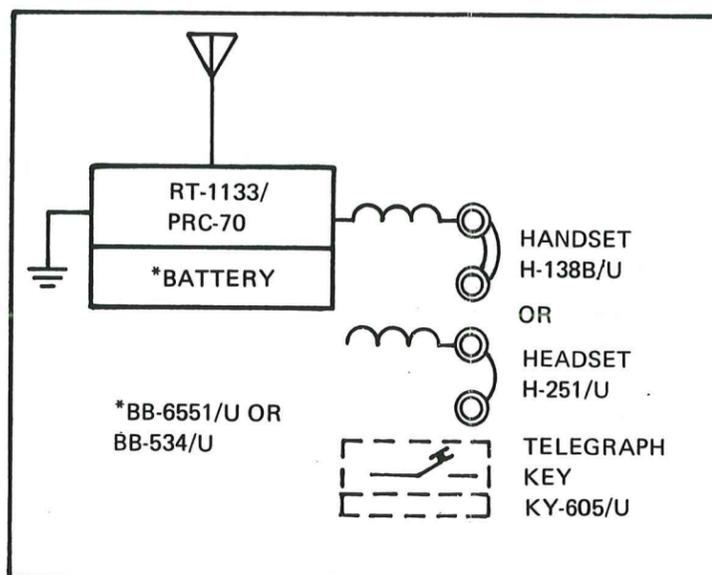 RT-1133/
PRC-70
*BATTERY
HANDSET
H-138B/U
OR
HEADSET
H-251/U
*BB-6551/U OR
BB-534/U
TELEGRAPH
KEY
KY-605/U